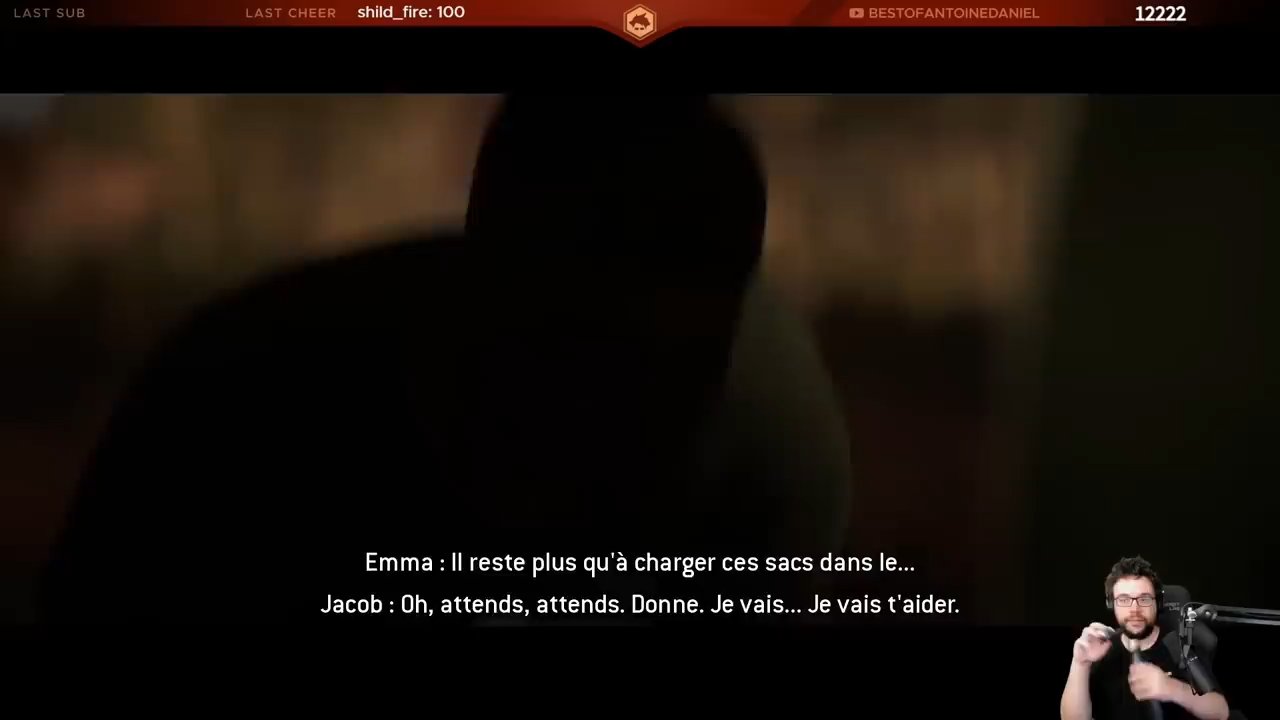 LAST SUB
LAST CHEER shild_fire: 100
BESTOFANTOINEDANIEL
12222
Emma : Il reste plus qu'à charger ces sacs dans le...
Jacob : Oh, attends, attends. Donne. Je vais... Je vais t'aider.